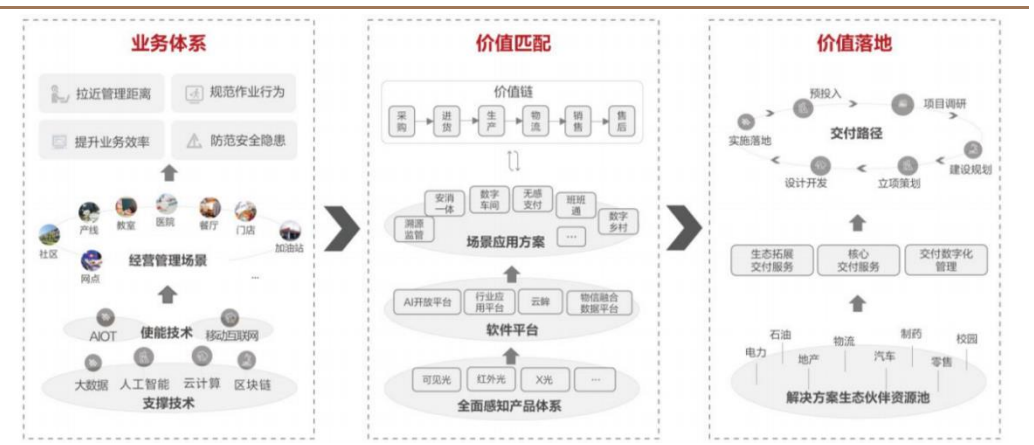 业务体系
拉近管理距离
规范作业行为
提升业务效率
防范安全隐患
社区
产线
教室
医院
餐厅
门店
加油站
网点
经营管理场景
...
AIOT
使能技术
移动互联网
大数据
人工智能
云计算
区块链
支撑技术
价值匹配
价值链
采购
进货
生产
物流
销售
售后
溯源
监管
安消
一体
数字
车间
无感
支付
班班
通
数字
乡村
...
场景应用方案
AI开放平台
行业应
用平台
云眸
物信融合
数据平台
软件平台
可见光
红外光
X光
...
全面感知产品体系
价值落地
预投入
项目调研
实施落地
交付路径
建设规划
设计开发
立项策划
生态拓展
交付服务
核心
交付服务
交付数字化
管理
电力
石油
地产
物流
汽车
制药
零售
校园
解决方案生态伙伴资源池